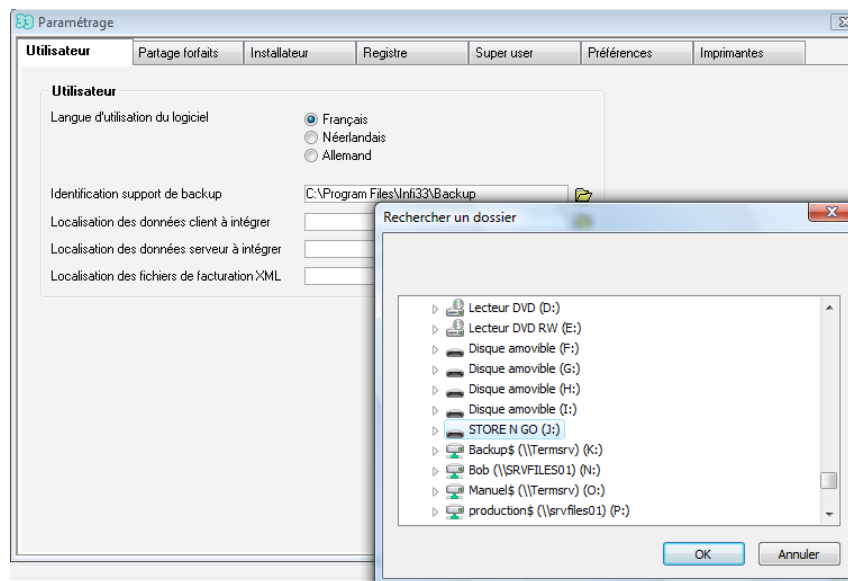 Paramétrage
Utilisateur Partage forfaits Installateur Registre Super user Préférences Imprimantes
Utilisateur
Langue d'utilisation du logiciel
Français
Néerlandais
Allemand
Identification support de backup C:\Program Files\Infi33\Backup
Localisation des données client à intégrer
Localisation des données serveur à intégrer
Localisation des fichiers de facturation XML
Rechercher un dossier
Lecteur DVD (D:)
Lecteur DVD RW (E:)
Disque amovible (F:)
Disque amovible (G:)
Disque amovible (H:)
Disque amovible (I:)
STORE N GO (J:)
Backup$ (\\Termsrv) (K:)
Bob (\\SRVFILES01) (N:)
Manuel$ (\\Termsrv) (O:)
production$ (\\srvfiles01) (P:)
OK Annuler